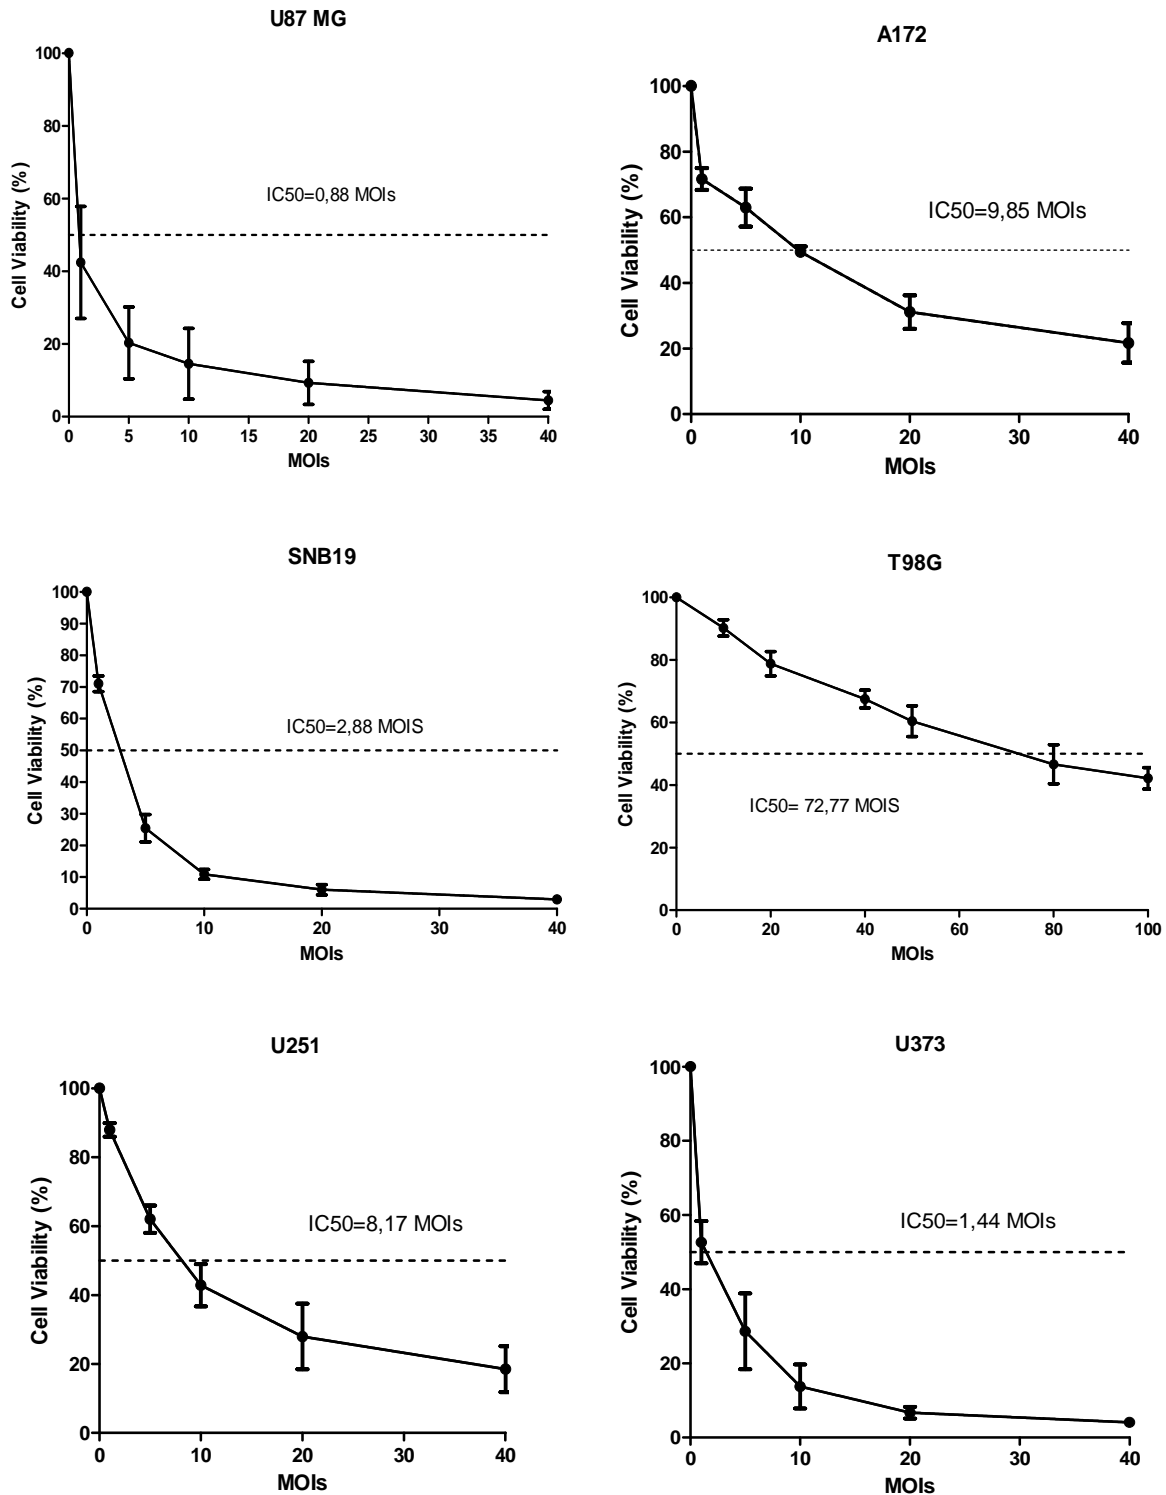 U87 MG
100
80
60
40
20
0
Cell Viability (%)
IC50=0,88 MOIs
0 5 10 15 20 25 30 35 40
MOIs
A172
100
80
60
40
20
0
Cell Viability (%)
IC50=9,85 MOIs
0 10 20 30 40
MOIs
SNB19
100
90
80
70
60
50
40
30
20
10
0
Cell Viability (%)
IC50=2,88 MOIS
0 10 20 30 40
MOIs
T98G
100
80
60
40
20
0
Cell Viability (%)
IC50= 72,77 MOIS
0 20 40 60 80 100
MOIs
U251
100
80
60
40
20
0
Cell Viability (%)
IC50=8,17 MOIs
0 10 20 30 40
MOIs
U373
100
80
60
40
20
0
Cell Viability (%)
IC50=1,44 MOIs
0 10 20 30 40
MOIs